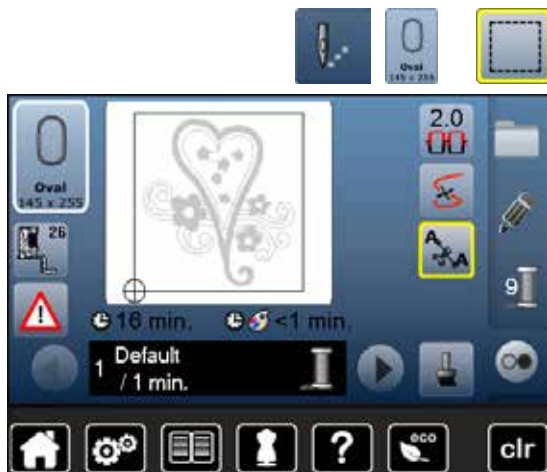 Oval
145 x 255
Oval
145 x 255
2.0
26
A A
9
16 min.
<1 min.
1 Default
/ 1 min.
?
eco
clr